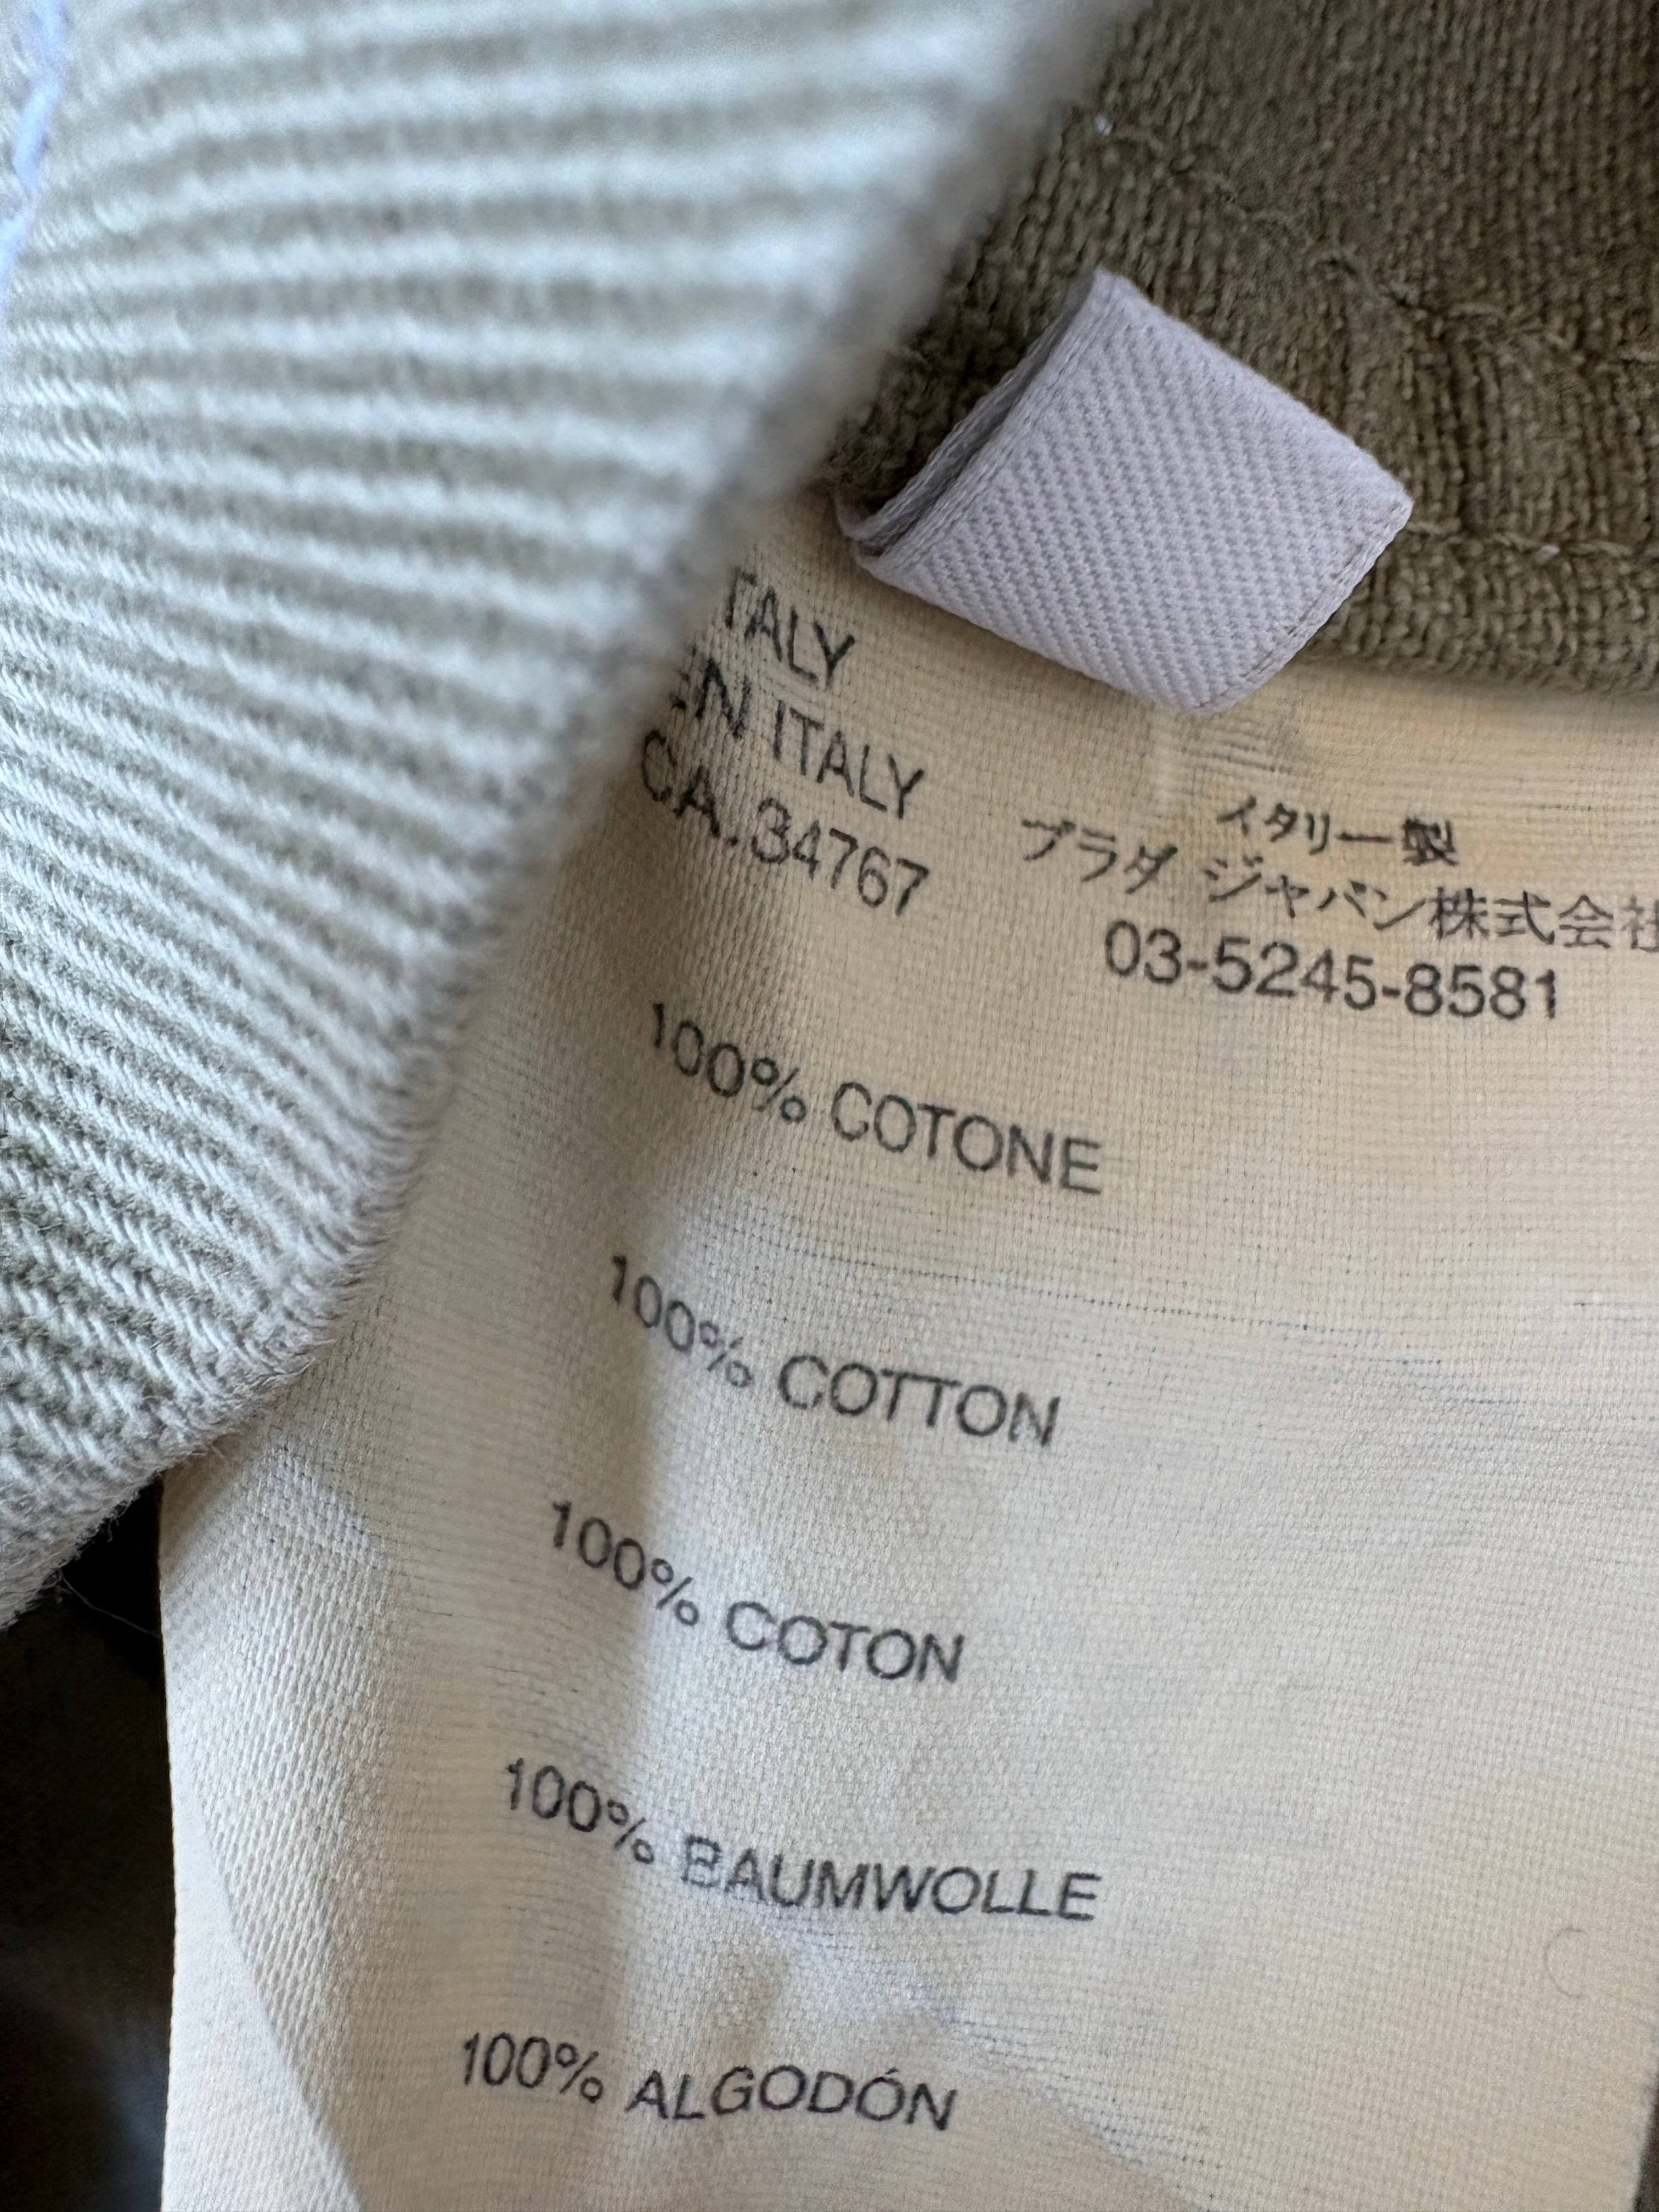 TALY
EN ITALY
CA. 34767
イタリー製
プラダ ジャパン株式会社
03-5245-8581
100% COTONE
100% COTTON
100% COTON
100% BAUMWOLLE
100% ALGODÓN